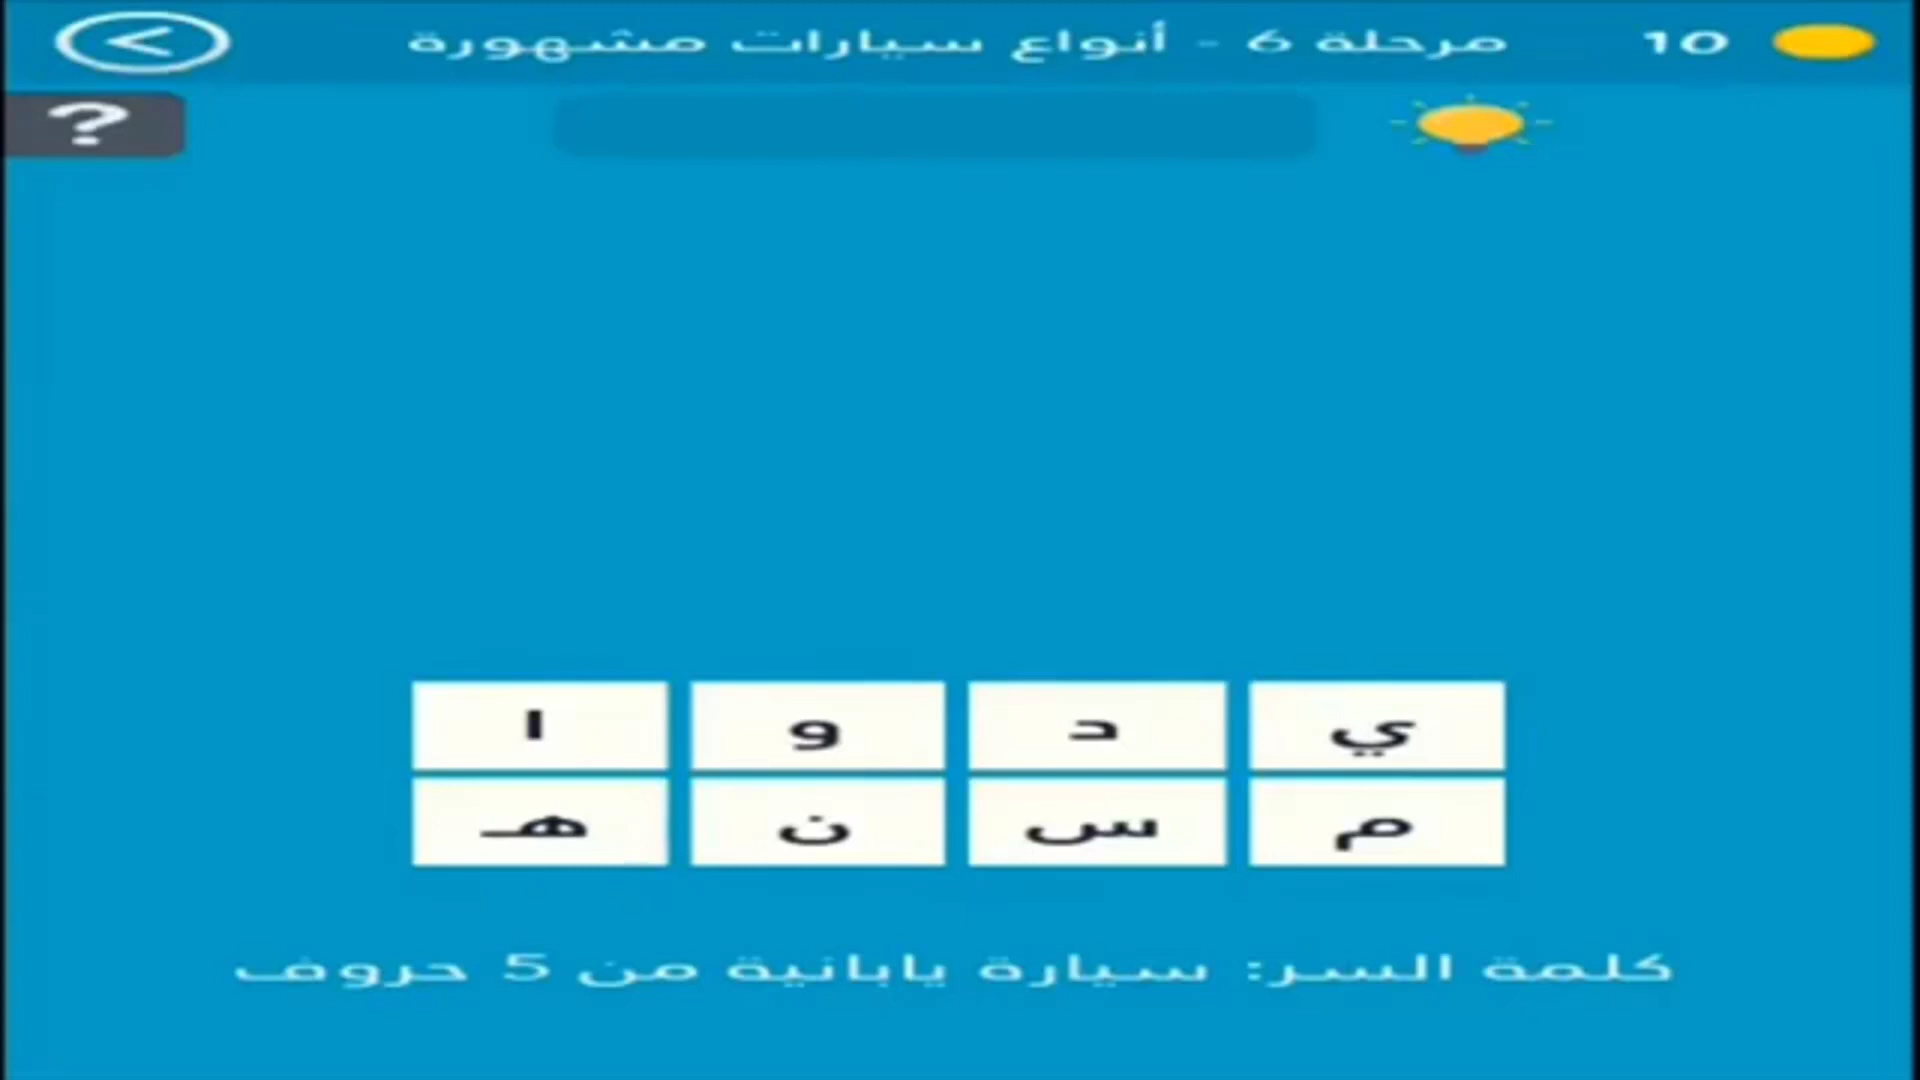 10 مرحلة 6 - أنواع سيارات مشهورة >
?
ي د و ا
م س ن هـ
كلمة السر: سيارة يابانية من 5 حروف